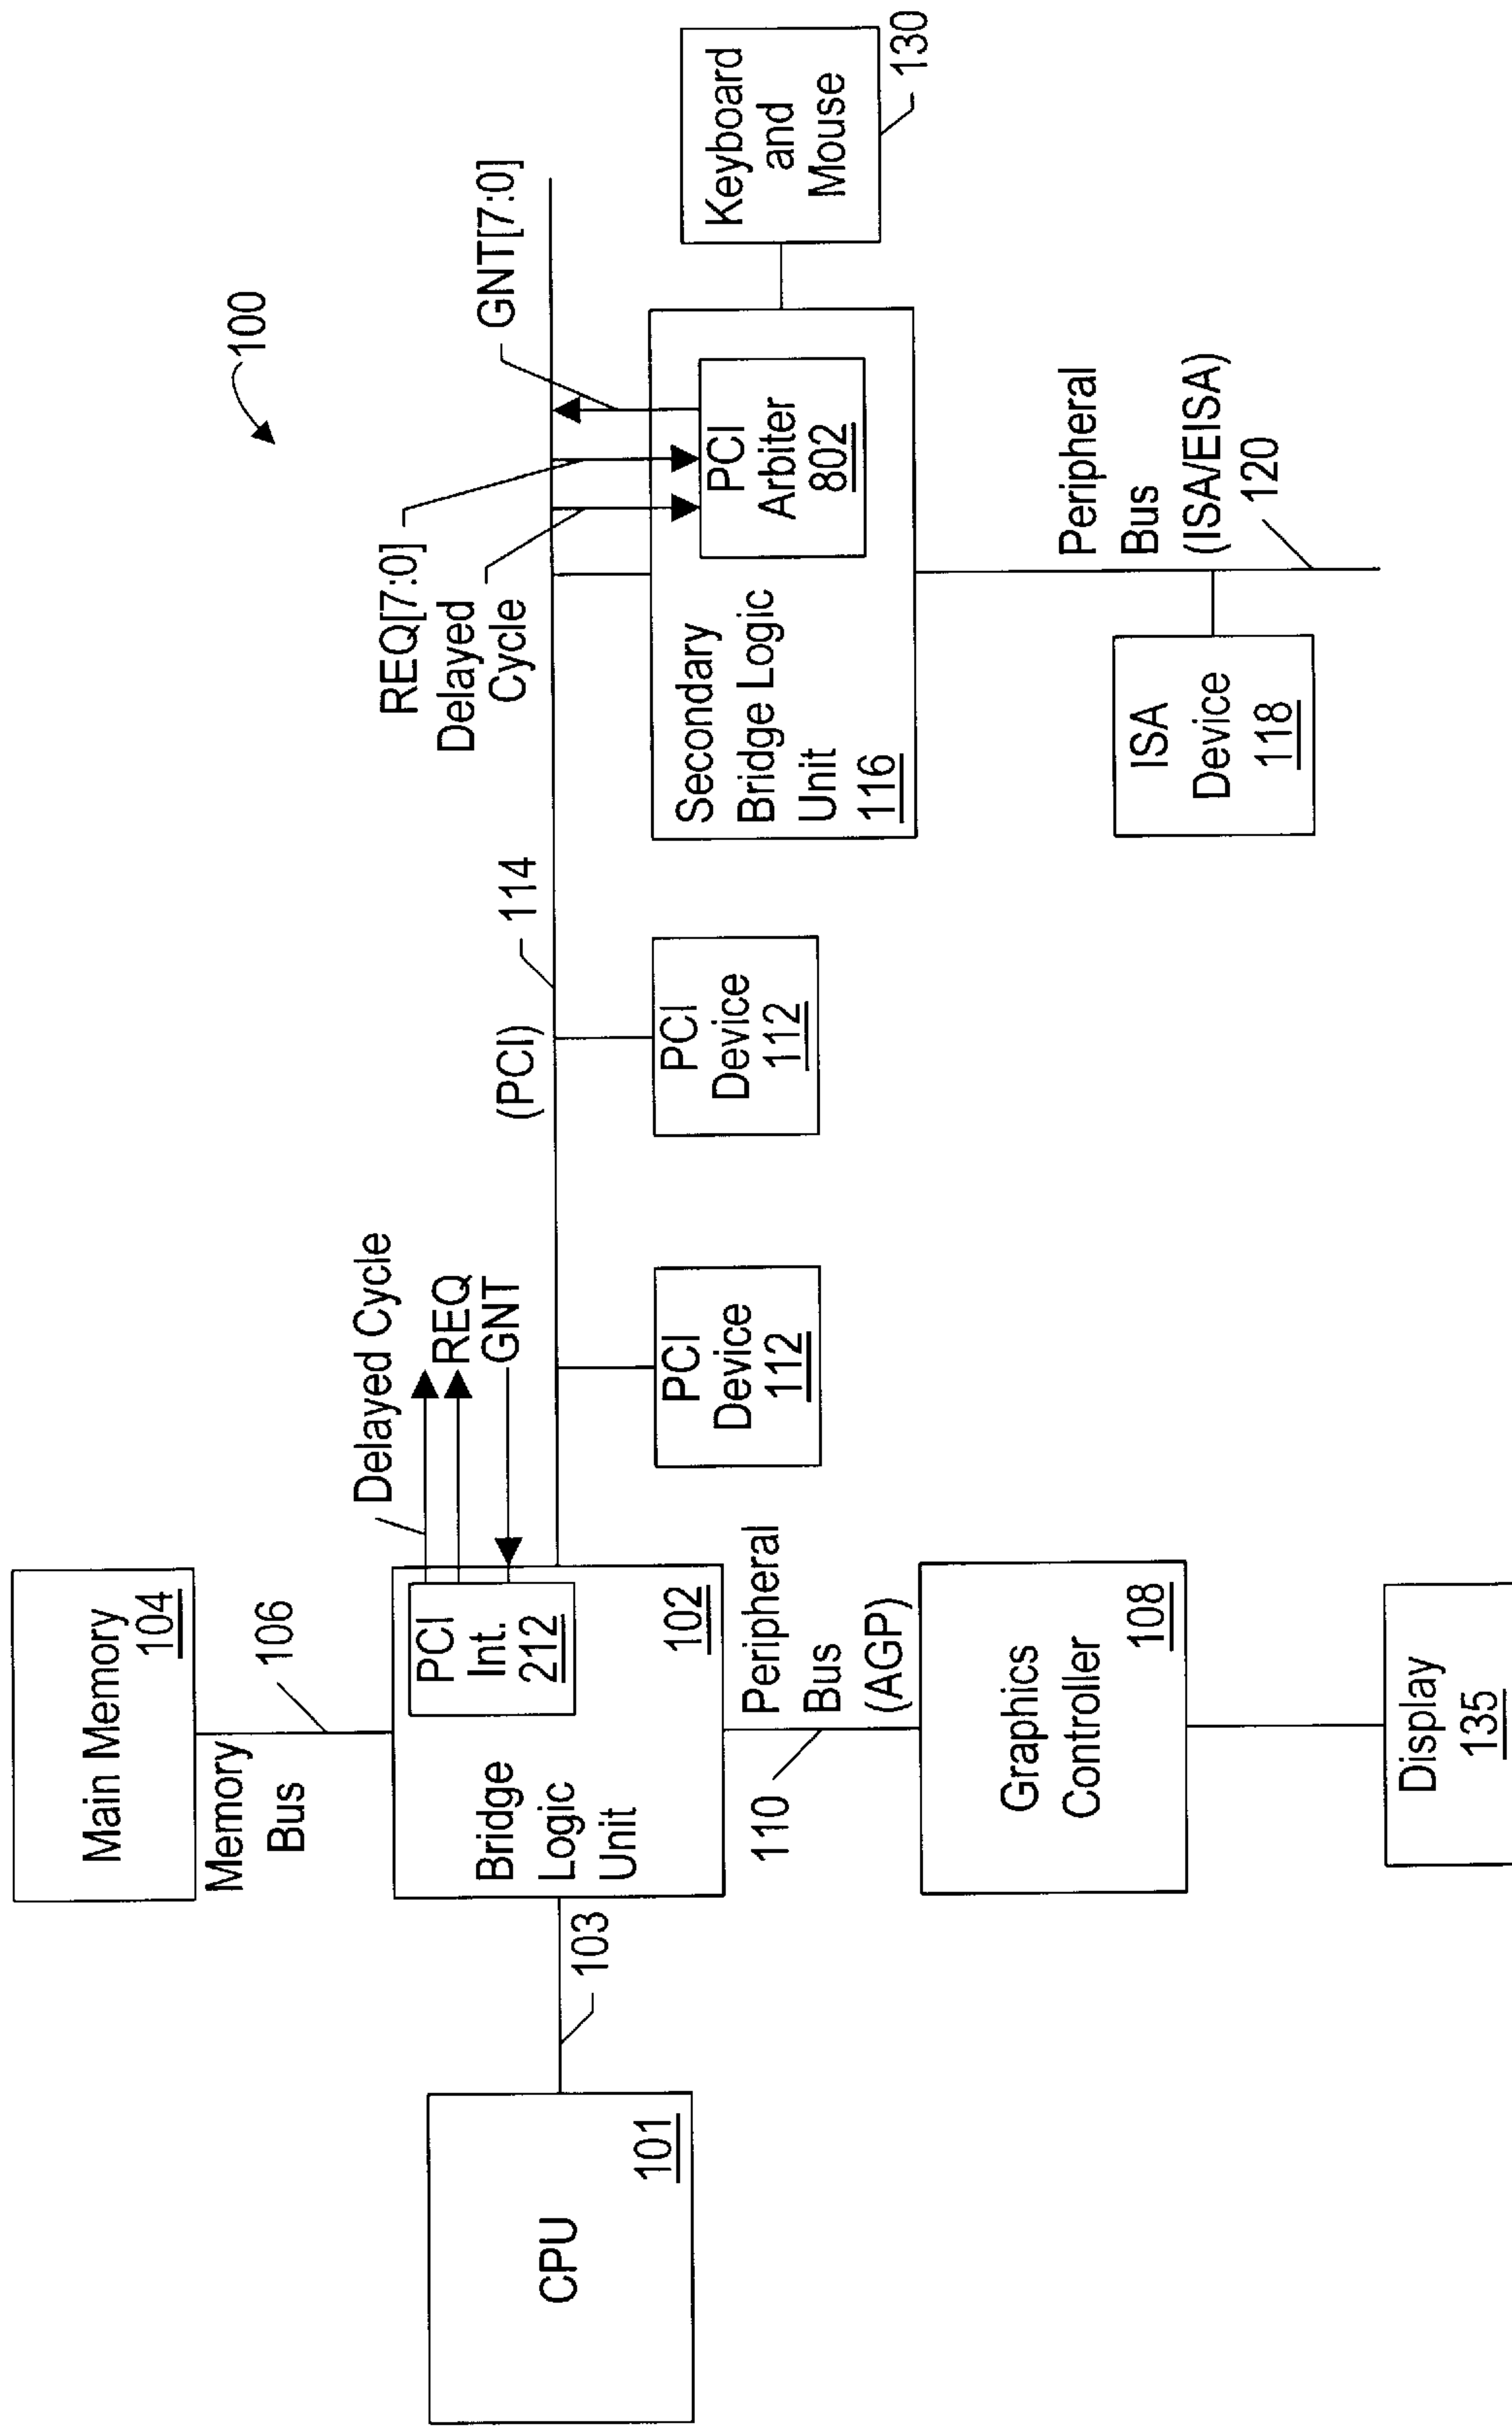 100
Main Memory
104
Memory
Bus
106
CPU
101
103
Bridge
Logic
Unit
102
PCI
Int.
212
Delayed Cycle
REQ
GNT
Peripheral
Bus
(AGP)
110
Graphics
Controller
108
Display
135
(PCI)
114
PCI
Device
112
PCI
Device
112
REQ[7:0]
Delayed
Cycle
GNT[7:0]
Secondary
Bridge Logic
Unit
116
PCI
Arbiter
802
Keyboard
and
Mouse
130
Peripheral
Bus
(ISA/EISA)
120
ISA
Device
118